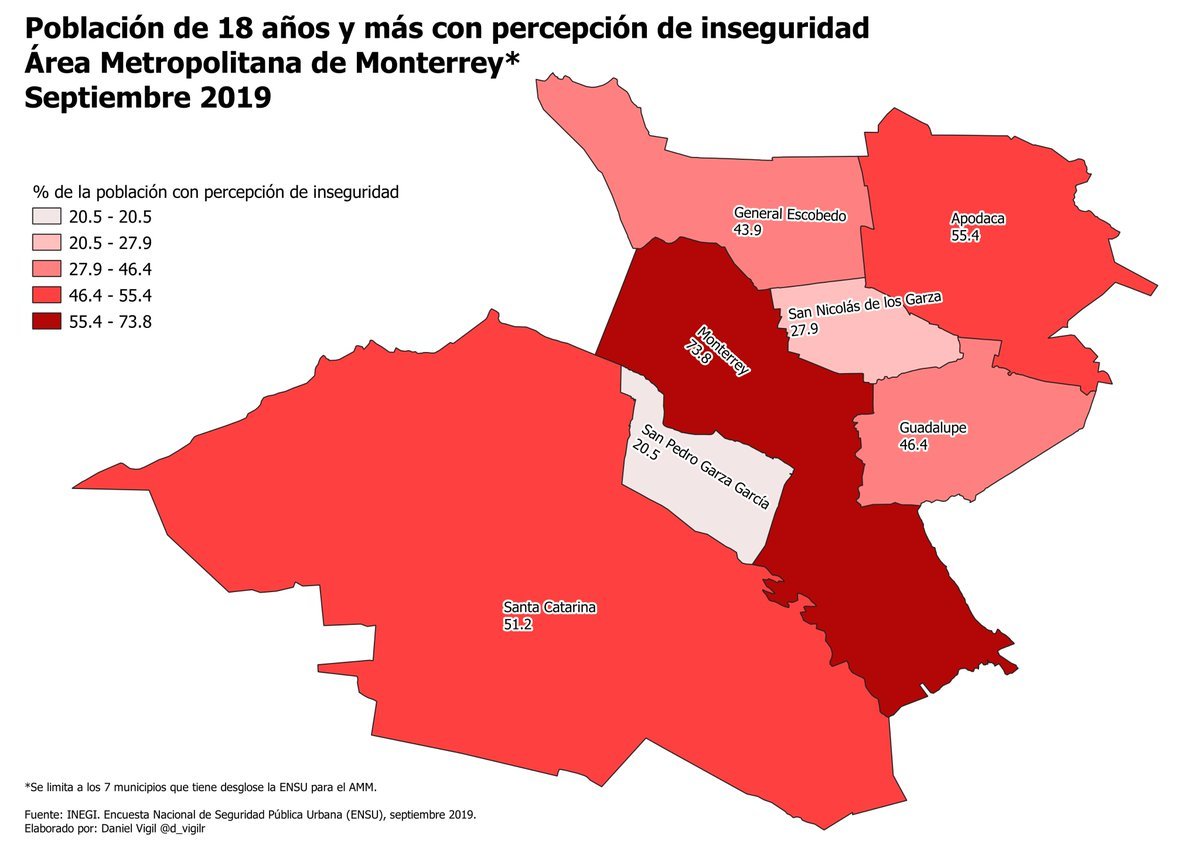 Población de 18 años y más con percepción de inseguridad
Área Metropolitana de Monterrey*
Septiembre 2019
% de la población con percepción de inseguridad
20.5 - 20.5
20.5 - 27.9
27.9 - 46.4
46.4 - 55.4
55.4 - 73.8
General Escobedo
43.9
Apodaca
55.4
San Nicolás de los Garza
27.9
Monterrey
73.8
Guadalupe
46.4
San Pedro Garza García
20.5
Santa Catarina
51.2
*Se limita a los 7 municipios que tiene desglose la ENSU para el AMM.
Fuente: INEGI. Encuesta Nacional de Seguridad Pública Urbana (ENSU), septiembre 2019.
Elaborado por: Daniel Vigil @d_vigilr